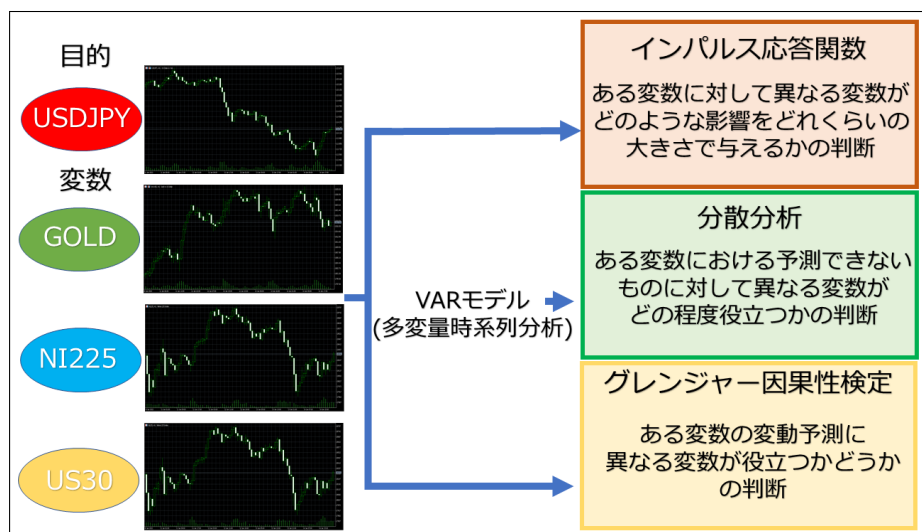 目的
USDJPY
変数
GOLD
NI225
US30
VARモデル
(多変量時系列分析)
インパルス応答関数
ある変数に対して異なる変数が
どのような影響をどれくらいの
大きさで与えるかの判断
分散分析
ある変数における予測できない
ものに対して異なる変数が
どの程度役立つかの判断
グレンジャー因果性検定
ある変数の変動予測に
異なる変数が役立つかどうか
の判断